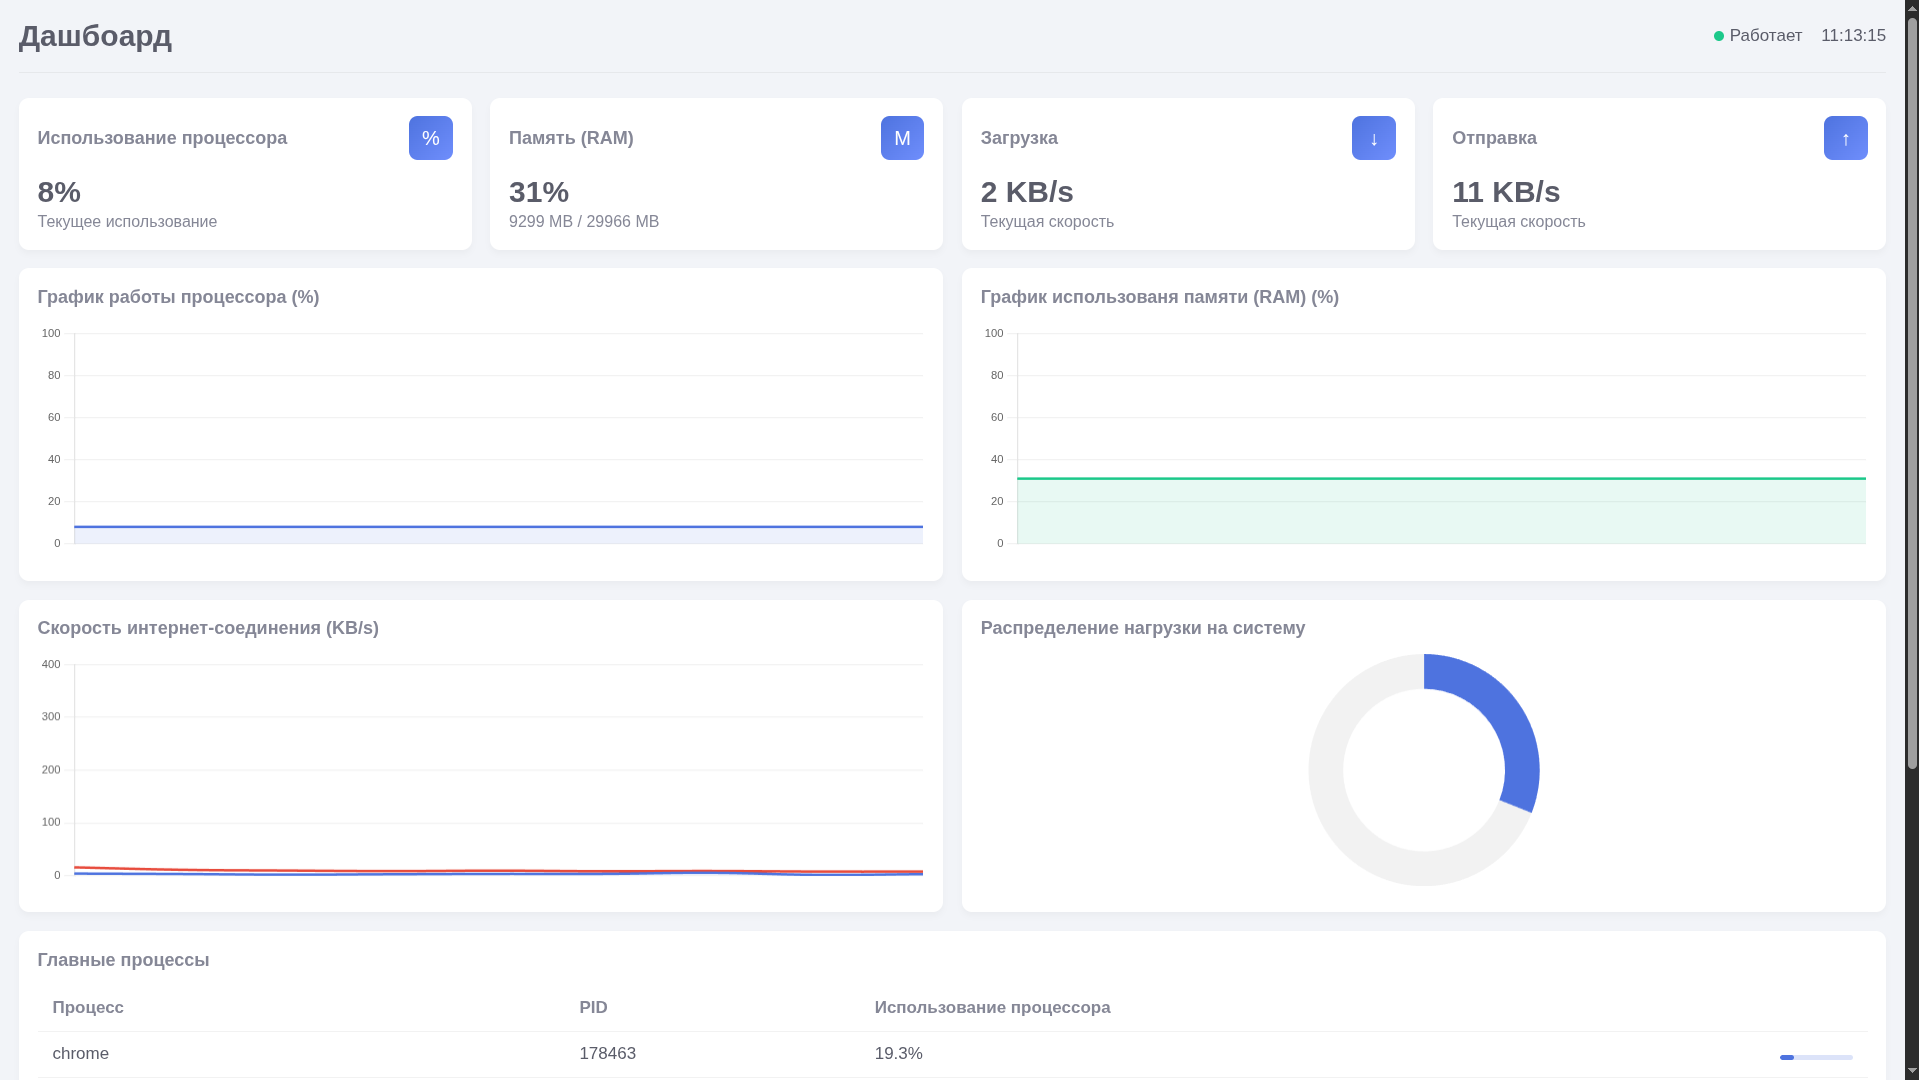 Дашбоард
Работает 11:13:15
Использование процессора %
8%
Текущее использование
Память (RAM) M
31%
9299 MB / 29966 MB
Загрузка ↓
2 KB/s
Текущая скорость
Отправка ↑
11 KB/s
Текущая скорость
График работы процессора (%)
100
80
60
40
20
0
График использованя памяти (RAM) (%)
100
80
60
40
20
0
Скорость интернет-соединения (KB/s)
400
300
200
100
0
Распределение нагрузки на систему
Главные процессы
Процесс PID Использование процессора
chrome 178463 19.3%